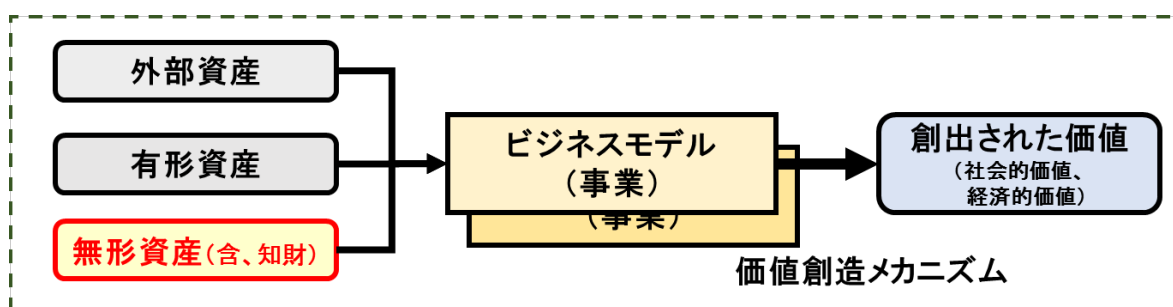 外部資産
有形資産
無形資産(含、知財)
ビジネスモデル
(事業)
(事業)
創出された価値
(社会的価値、
経済的価値)
価値創造メカニズム